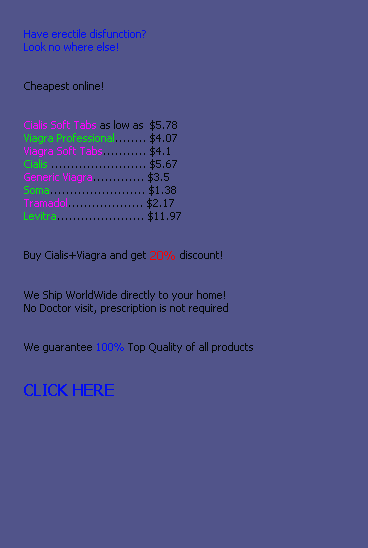 Have erectile disfunction?
Look no where else!
Cheapest online!
Cialis Soft Tabs as low as $5.78
Viagra Professional........ $4.07
Viagra Soft Tabs........... $4.1
Cialis ........................ $5.67
Generic Viagra............. $3.5
Soma........................ $1.38
Tramadol................... $2.17
Levitra...................... $11.97
Buy Cialis+Viagra and get 20% discount!
We Ship WorldWide directly to your home!
No Doctor visit, prescription is not required
We guarantee 100% Top Quality of all products
CLICK HERE